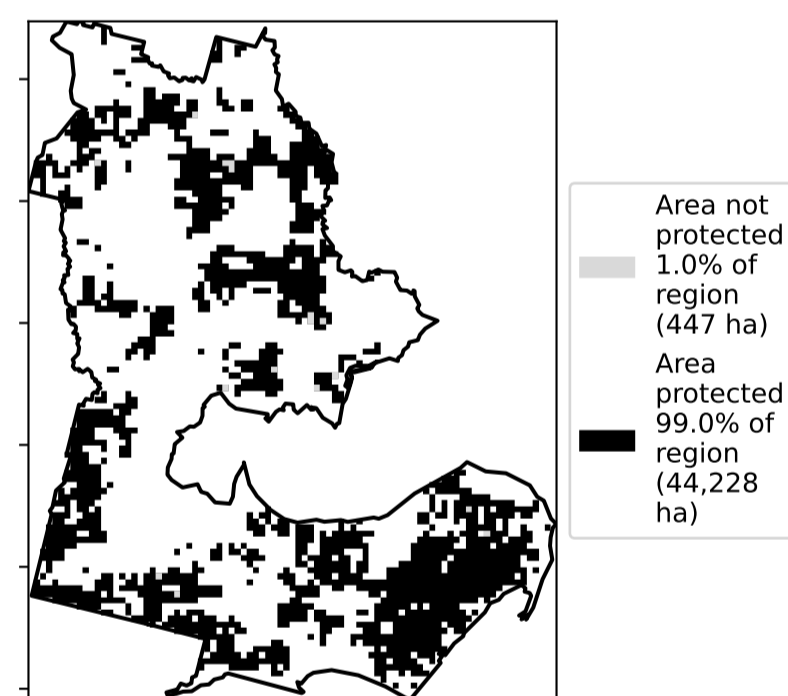 Area not
protected
1.0% of
region
(447 ha)
Area
protected
99.0% of
region
(44,228
ha)